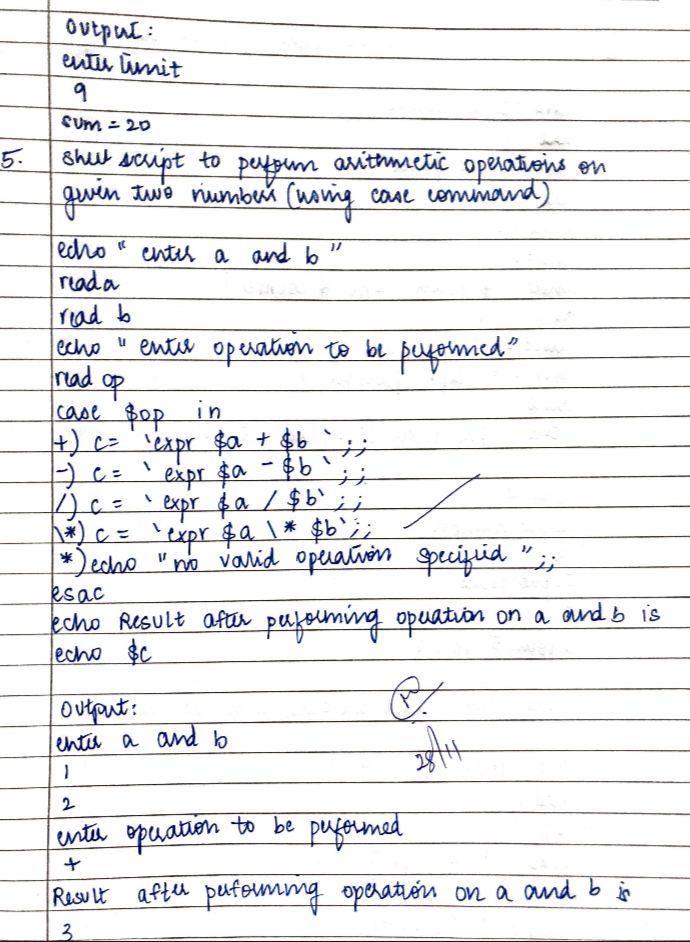 output:
enter limit
9
sum = 20
5. shell script to perform arithmetic operations on
given two numbers (using case command)
echo " enter a and b "
read a
read b
echo " enter operation to be performed"
read op
case $op in
+) c= `expr $a + $b ` ;;
-) c= ` expr $a - $b ` ;;
/) c = ` expr $a / $b` ;;
\*) c = `expr $a \* $b` ;;
*) echo "no valid operation specified " ;;
esac
echo Result after performing operation on a and b is
echo $c
output:
enter a and b
28/11
1
2
enter operation to be performed
+
Result after performing operation on a and b is
3